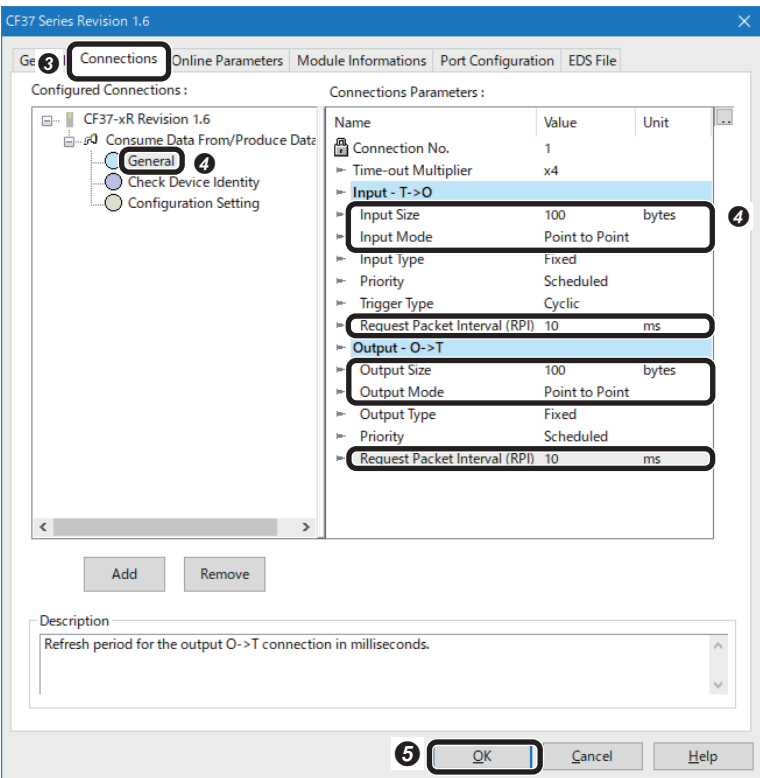 CF37 Series Revision 1.6
Ge 3 Connections Online Parameters Module Informations Port Configuration EDS File
Configured Connections :
CF37-xR Revision 1.6
Consume Data From/Produce Data
General 4
Check Device Identity
Configuration Setting
Add Remove
Connections Parameters :
..
Name Value Unit
Connection No. 1
Time-out Multiplier x4
Input - T->O
Input Size 100 bytes
4
Input Mode Point to Point
Input Type Fixed
Priority Scheduled
Trigger Type Cyclic
Request Packet Interval (RPI) 10 ms
Output - O->T
Output Size 100 bytes
Output Mode Point to Point
Output Type Fixed
Priority Scheduled
Request Packet Interval (RPI) 10 ms
Description
Refresh period for the output O->T connection in milliseconds.
5 OK Cancel Help